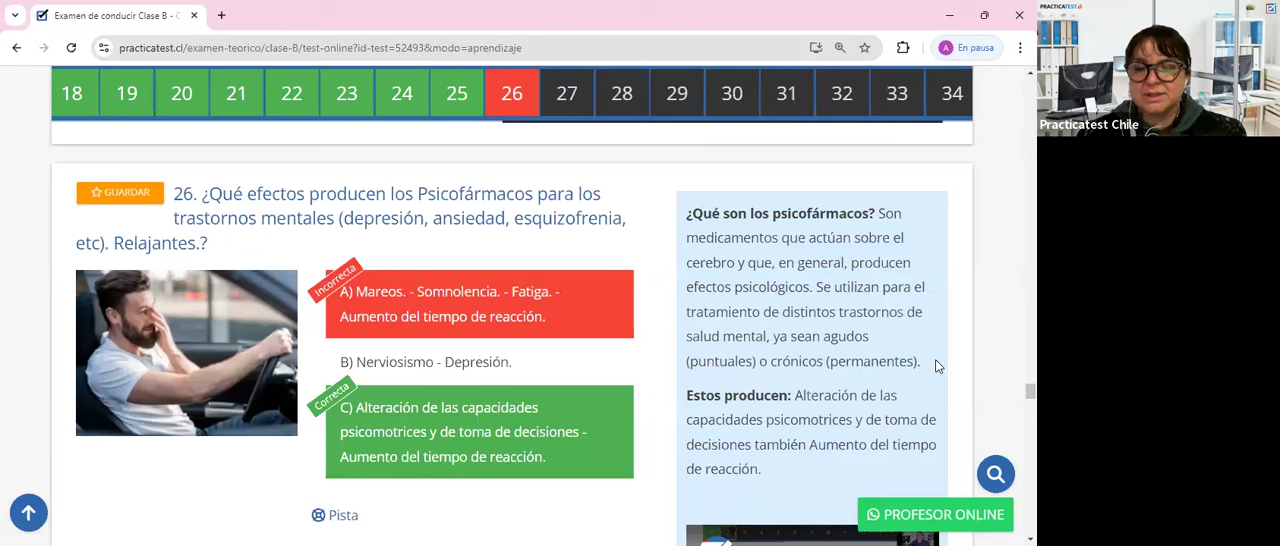 Examen de conducir Clase B - C
practicatest.cl/examen-teorico/clase-B/test-online?id-test=52493&modo=aprendizaje
A
En pausa
PRACTICATEST.cl
Practicatest Chile
18 19 20 21 22 23 24 25 26 27 28 29 30 31 32 33 34
GUARDAR
26. ¿Qué efectos producen los Psicofármacos para los
trastornos mentales (depresión, ansiedad, esquizofrenia,
etc). Relajantes.?
Incorrecta
A) Mareos. - Somnolencia. - Fatiga. -
Aumento del tiempo de reacción.
B) Nerviosismo - Depresión.
Correcta
C) Alteración de las capacidades
psicomotrices y de toma de decisiones -
Aumento del tiempo de reacción.
Pista
¿Qué son los psicofármacos? Son
medicamentos que actúan sobre el
cerebro y que, en general, producen
efectos psicológicos. Se utilizan para el
tratamiento de distintos trastornos de
salud mental, ya sean agudos
(puntuales) o crónicos (permanentes).
Estos producen: Alteración de las
capacidades psicomotrices y de toma de
decisiones también Aumento del tiempo
de reacción.
PROFESOR ONLINE